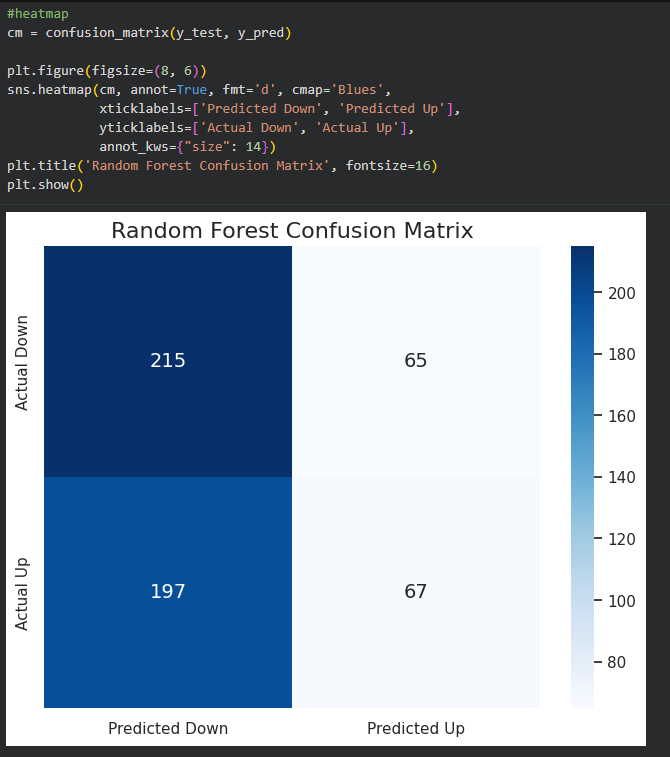 #heatmap
cm = confusion_matrix(y_test, y_pred)
plt.figure(figsize=(8, 6))
sns.heatmap(cm, annot=True, fmt='d', cmap='Blues',
            xticklabels=['Predicted Down', 'Predicted Up'],
            yticklabels=['Actual Down', 'Actual Up'],
            annot_kws={"size": 14})
plt.title('Random Forest Confusion Matrix', fontsize=16)
plt.show()
Random Forest Confusion Matrix
Actual Down
215
65
Actual Up
197
67
Predicted Down
Predicted Up
200
180
160
140
120
100
80